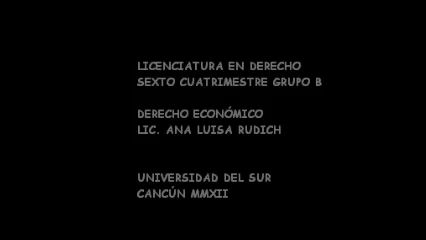 LICENCIATURA EN DERECHO
SEXTO CUATRIMESTRE GRUPO B
DERECHO ECONÓMICO
LIC. ANA LUISA RUDICH
UNIVERSIDAD DEL SUR
CANCÚN MMXII